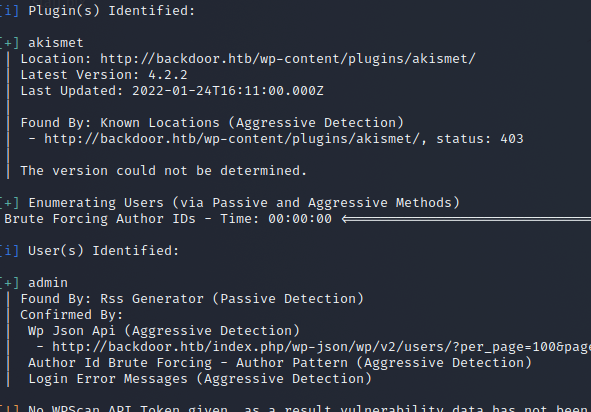 [i] Plugin(s) Identified:
[+] akismet
| Location: http://backdoor.htb/wp-content/plugins/akismet/
| Latest Version: 4.2.2
| Last Updated: 2022-01-24T16:11:00.000Z
|
| Found By: Known Locations (Aggressive Detection)
|  - http://backdoor.htb/wp-content/plugins/akismet/, status: 403
|
| The version could not be determined.
[+] Enumerating Users (via Passive and Aggressive Methods)
Brute Forcing Author IDs - Time: 00:00:00 <=====================================
[i] User(s) Identified:
[+] admin
| Found By: Rss Generator (Passive Detection)
| Confirmed By:
|  Wp Json Api (Aggressive Detection)
|   - http://backdoor.htb/index.php/wp-json/wp/v2/users/?per_page=100&page
|  Author Id Brute Forcing - Author Pattern (Aggressive Detection)
|  Login Error Messages (Aggressive Detection)
[!] No WPScan API Token given, as a result vulnerability data has not been